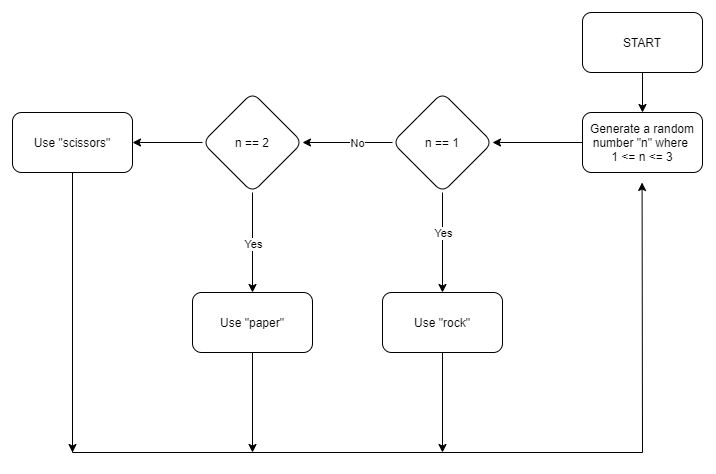 START
Generate a random
number "n" where
1 <= n <= 3
n == 1
No
n == 2
Use "scissors"
Yes
Yes
Use "paper"
Use "rock"